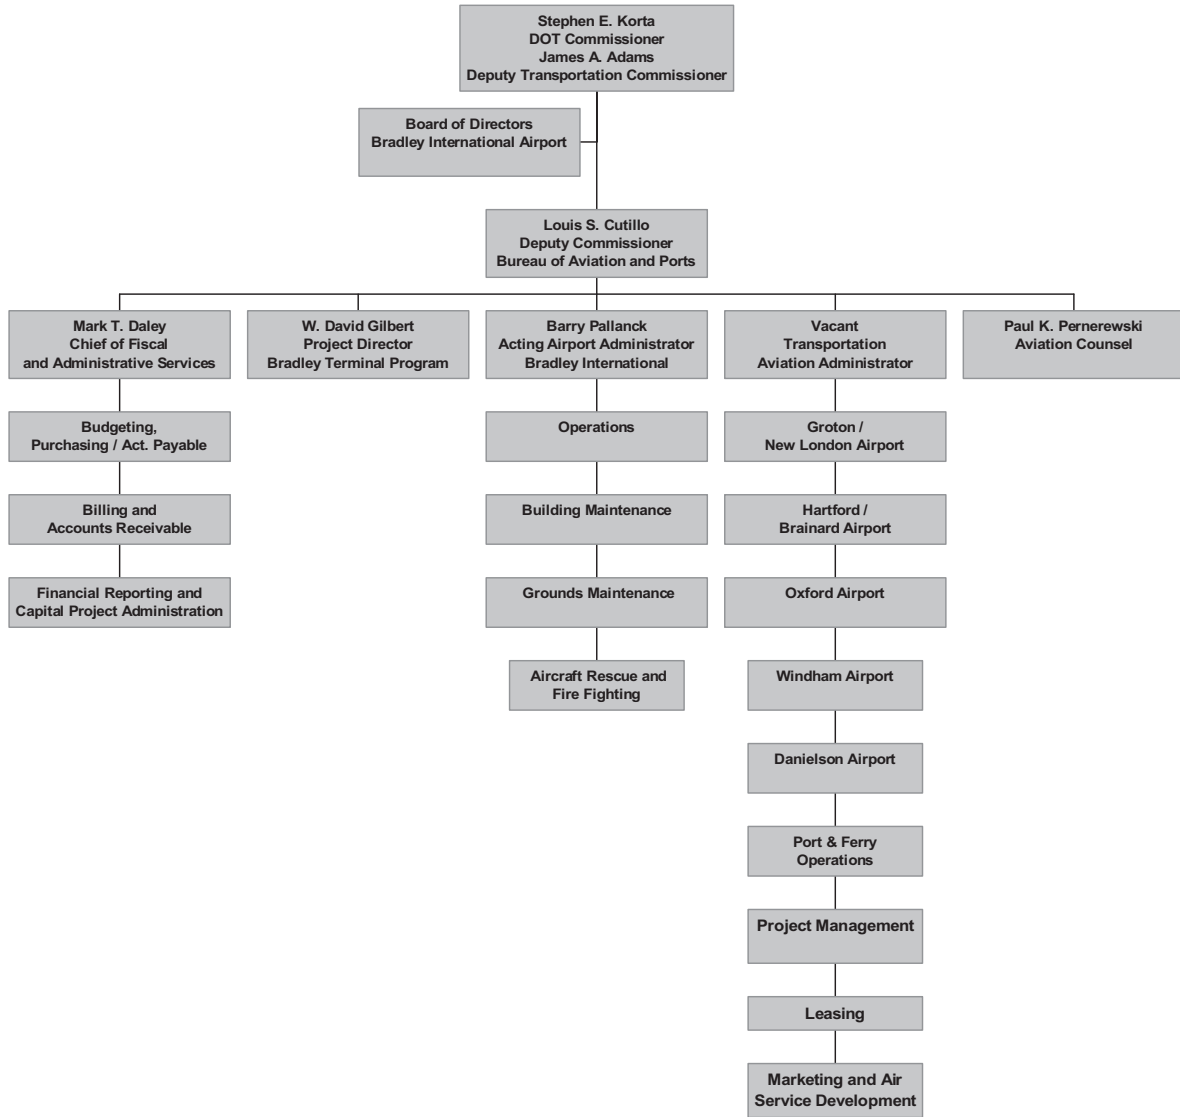 Stephen E. Korta
DOT Commissioner
James A. Adams
Deputy Transportation Commissioner
Board of Directors
Bradley International Airport
Louis S. Cutillo
Deputy Commissioner
Bureau of Aviation and Ports
Mark T. Daley
Chief of Fiscal
and Administrative Services
W. David Gilbert
Project Director
Bradley Terminal Program
Barry Pallanck
Acting Airport Administrator
Bradley International
Vacant
Transportation
Aviation Administrator
Paul K. Pernerewski
Aviation Counsel
Budgeting,
Purchasing / Act. Payable
Billing and
Accounts Receivable
Financial Reporting and
Capital Project Administration
Operations
Building Maintenance
Grounds Maintenance
Aircraft Rescue and
Fire Fighting
Groton /
New London Airport
Hartford /
Brainard Airport
Oxford Airport
Windham Airport
Danielson Airport
Port & Ferry
Operations
Project Management
Leasing
Marketing and Air
Service Development